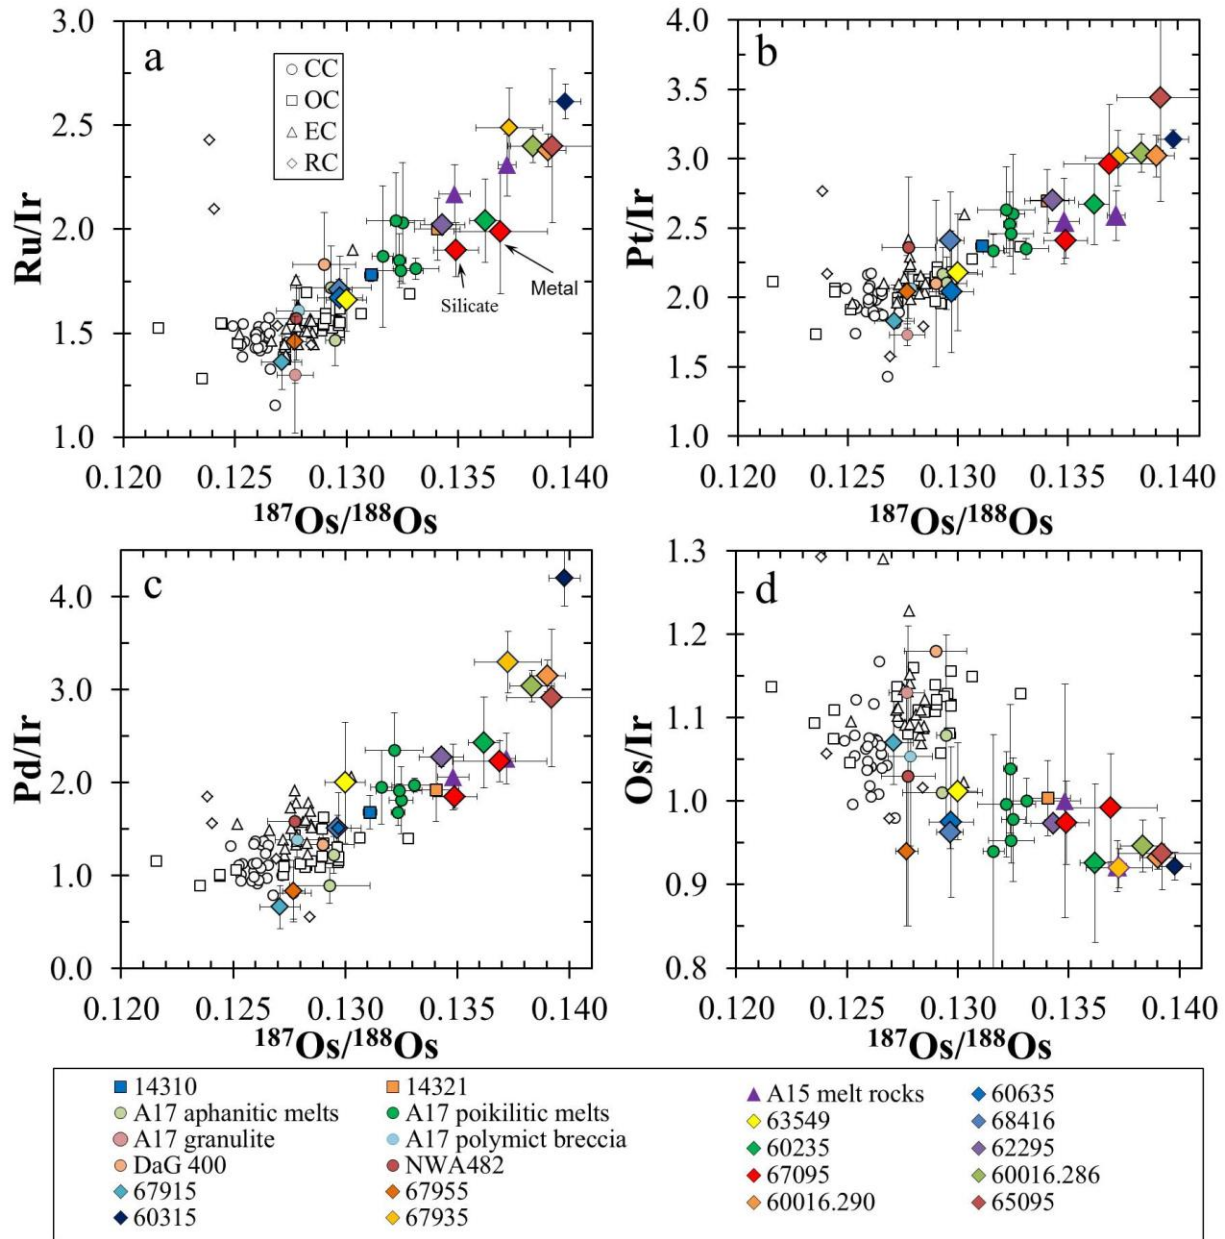 a
CC
OC
EC
RC
Silicate
Metal
Ru/Ir
3.0
2.5
2.0
1.5
1.0
0.120 0.125 0.130 0.135 0.140
¹⁸⁷Os/¹⁸⁸Os
b
Pt/Ir
4.0
3.5
3.0
2.5
2.0
1.5
1.0
0.120 0.125 0.130 0.135 0.140
¹⁸⁷Os/¹⁸⁸Os
c
Pd/Ir
4.0
3.0
2.0
1.0
0.0
0.120 0.125 0.130 0.135 0.140
¹⁸⁷Os/¹⁸⁸Os
d
Os/Ir
1.3
1.2
1.1
1.0
0.9
0.8
0.120 0.125 0.130 0.135 0.140
¹⁸⁷Os/¹⁸⁸Os
14310 14321 A15 melt rocks 60635
A17 aphanitic melts A17 poikilitic melts 63549 68416
A17 granulite A17 polymict breccia 60235 62295
DaG 400 NWA482 67095 60016.286
67915 67955 60016.290 65095
60315 67935